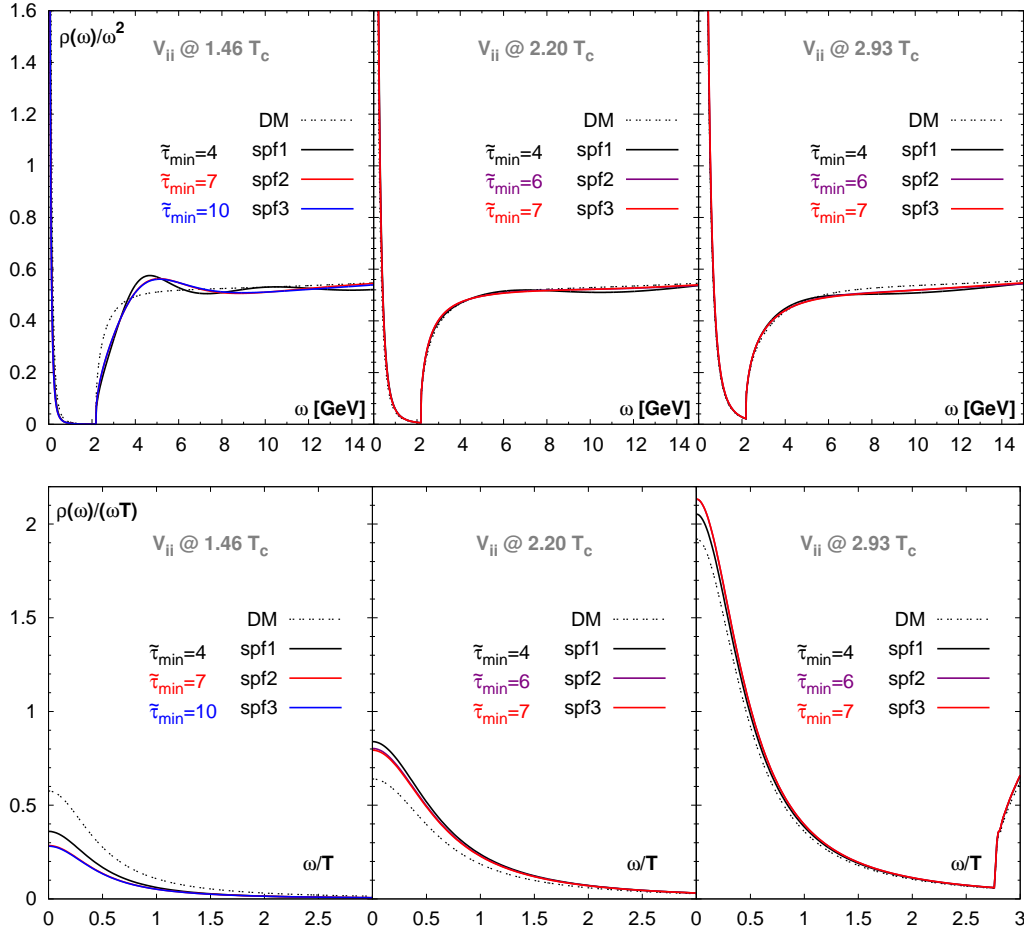 ρ(ω)/ω²
V_ii @ 1.46 T_c
DM
τ̃_min=4 spf1
τ̃_min=7 spf2
τ̃_min=10 spf3
ω [GeV]
1.6
1.4
1.2
1
0.8
0.6
0.4
0.2
0
0 2 4 6 8 10 12 14
V_ii @ 2.20 T_c
DM
τ̃_min=4 spf1
τ̃_min=6 spf2
τ̃_min=7 spf3
ω [GeV]
0 2 4 6 8 10 12 14
V_ii @ 2.93 T_c
DM
τ̃_min=4 spf1
τ̃_min=6 spf2
τ̃_min=7 spf3
ω [GeV]
0 2 4 6 8 10 12 14
ρ(ω)/(ωT)
V_ii @ 1.46 T_c
DM
τ̃_min=4 spf1
τ̃_min=7 spf2
τ̃_min=10 spf3
ω/T
2
1.5
1
0.5
0
0 0.5 1 1.5 2 2.5 3
V_ii @ 2.20 T_c
DM
τ̃_min=4 spf1
τ̃_min=6 spf2
τ̃_min=7 spf3
ω/T
0 0.5 1 1.5 2 2.5 3
V_ii @ 2.93 T_c
DM
τ̃_min=4 spf1
τ̃_min=6 spf2
τ̃_min=7 spf3
ω/T
0 0.5 1 1.5 2 2.5 3